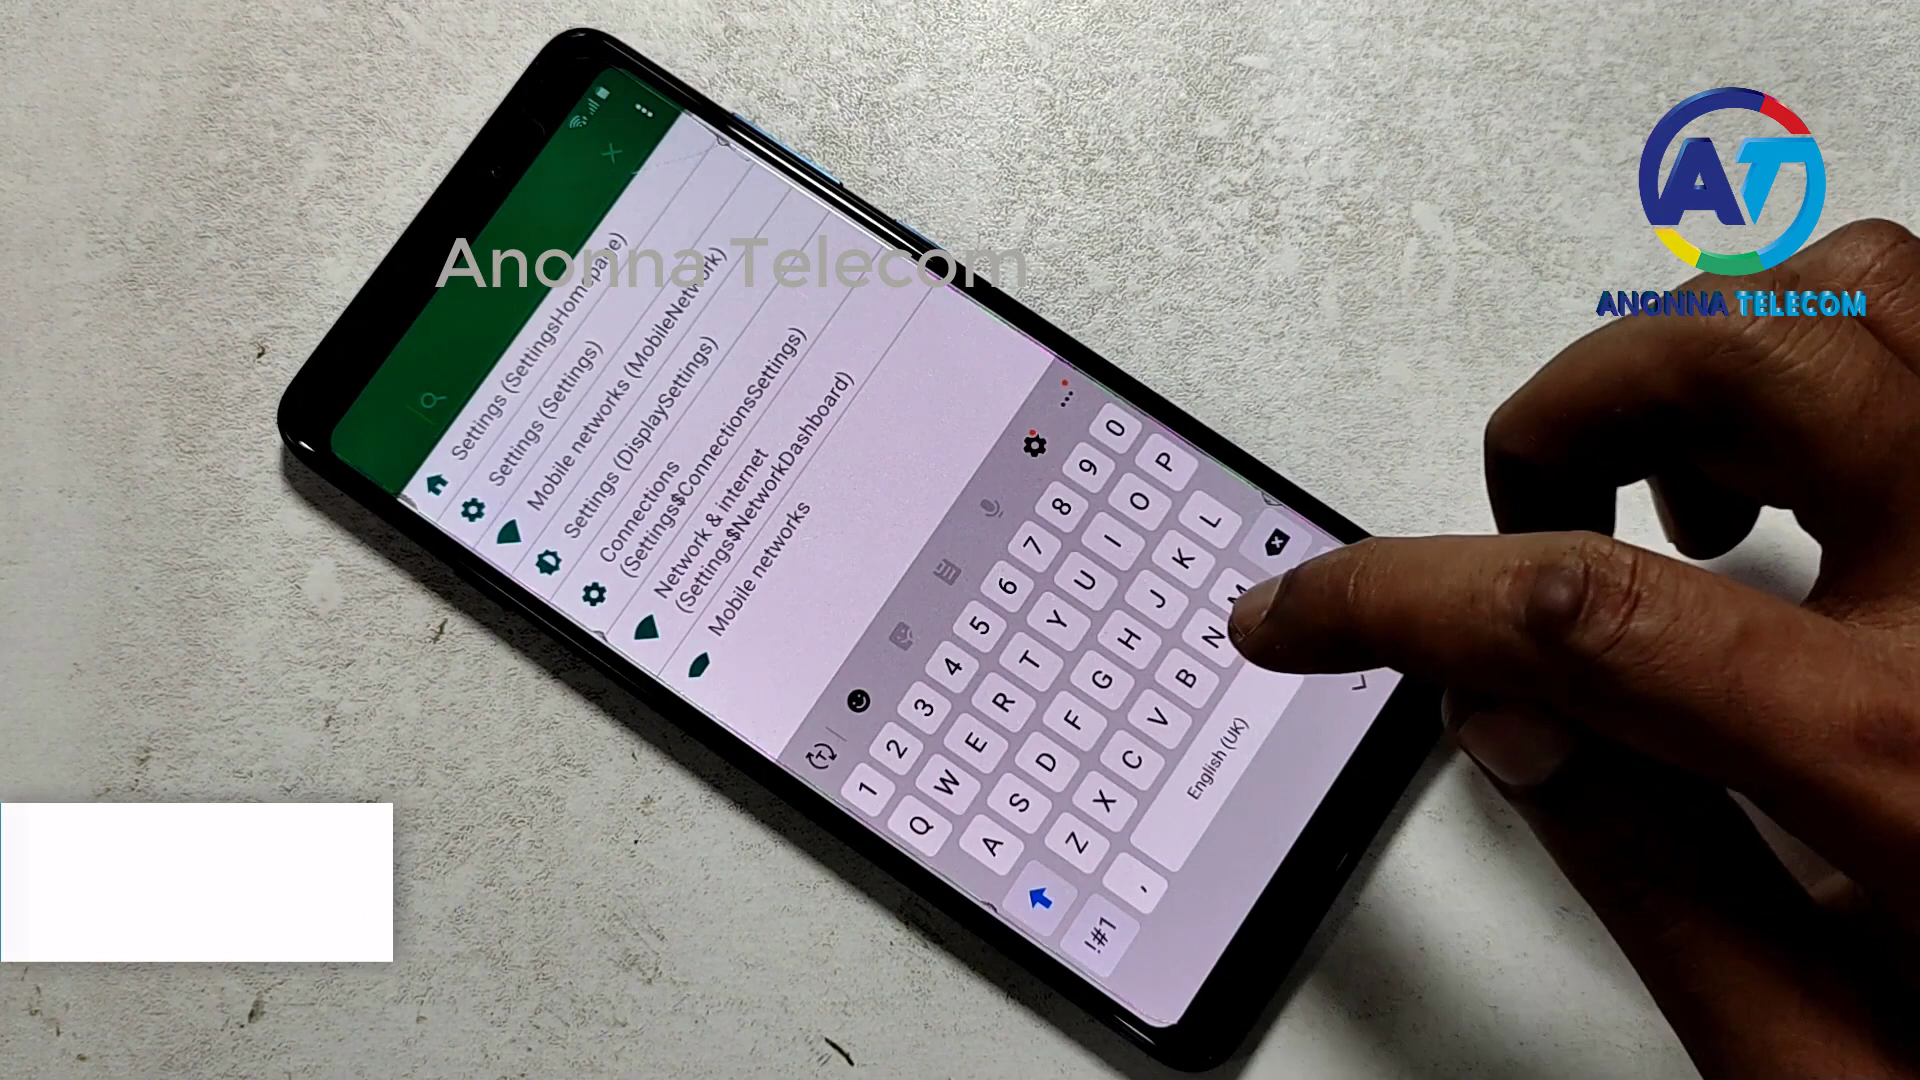 Anonna Telecom
AT
ANONNA TELECOM
Settings (SettingsHomepage)
Settings (Settings)
Mobile networks (MobileNetwork)
Settings (DisplaySettings)
Connections
(Settings$ConnectionsSettings)
Network & internet
(Settings$NetworkDashboard)
Mobile networks
1 2 3 4 5 6 7 8 9 0
Q W E R T Y U I O P
A S D F G H J K L
Z X C V B N M
!#1 , English (UK)